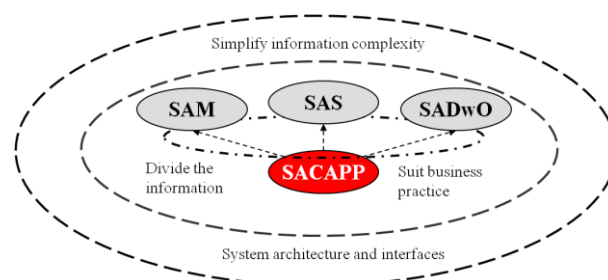 Simplify information complexity
SAM
SAS
SADwO
Divide the
information
SACAPP
Suit business
practice
System architecture and interfaces